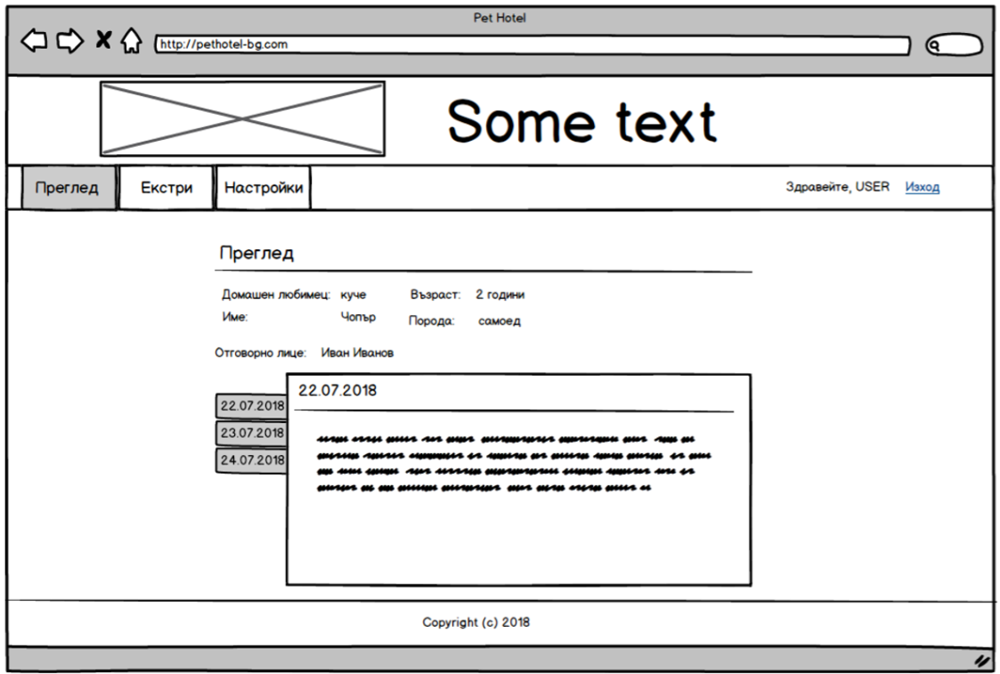 Pet Hotel
http://pethotel-bg.com
Some text
Преглед Екстри Настройки Здравейте, USER Изход
Преглед
Домашен любимец: куче Възраст: 2 години
Име: Чопър Порода: самоед
Отговорно лице: Иван Иванов
22.07.2018
22.07.2018
23.07.2018
24.07.2018
Copyright (c) 2018